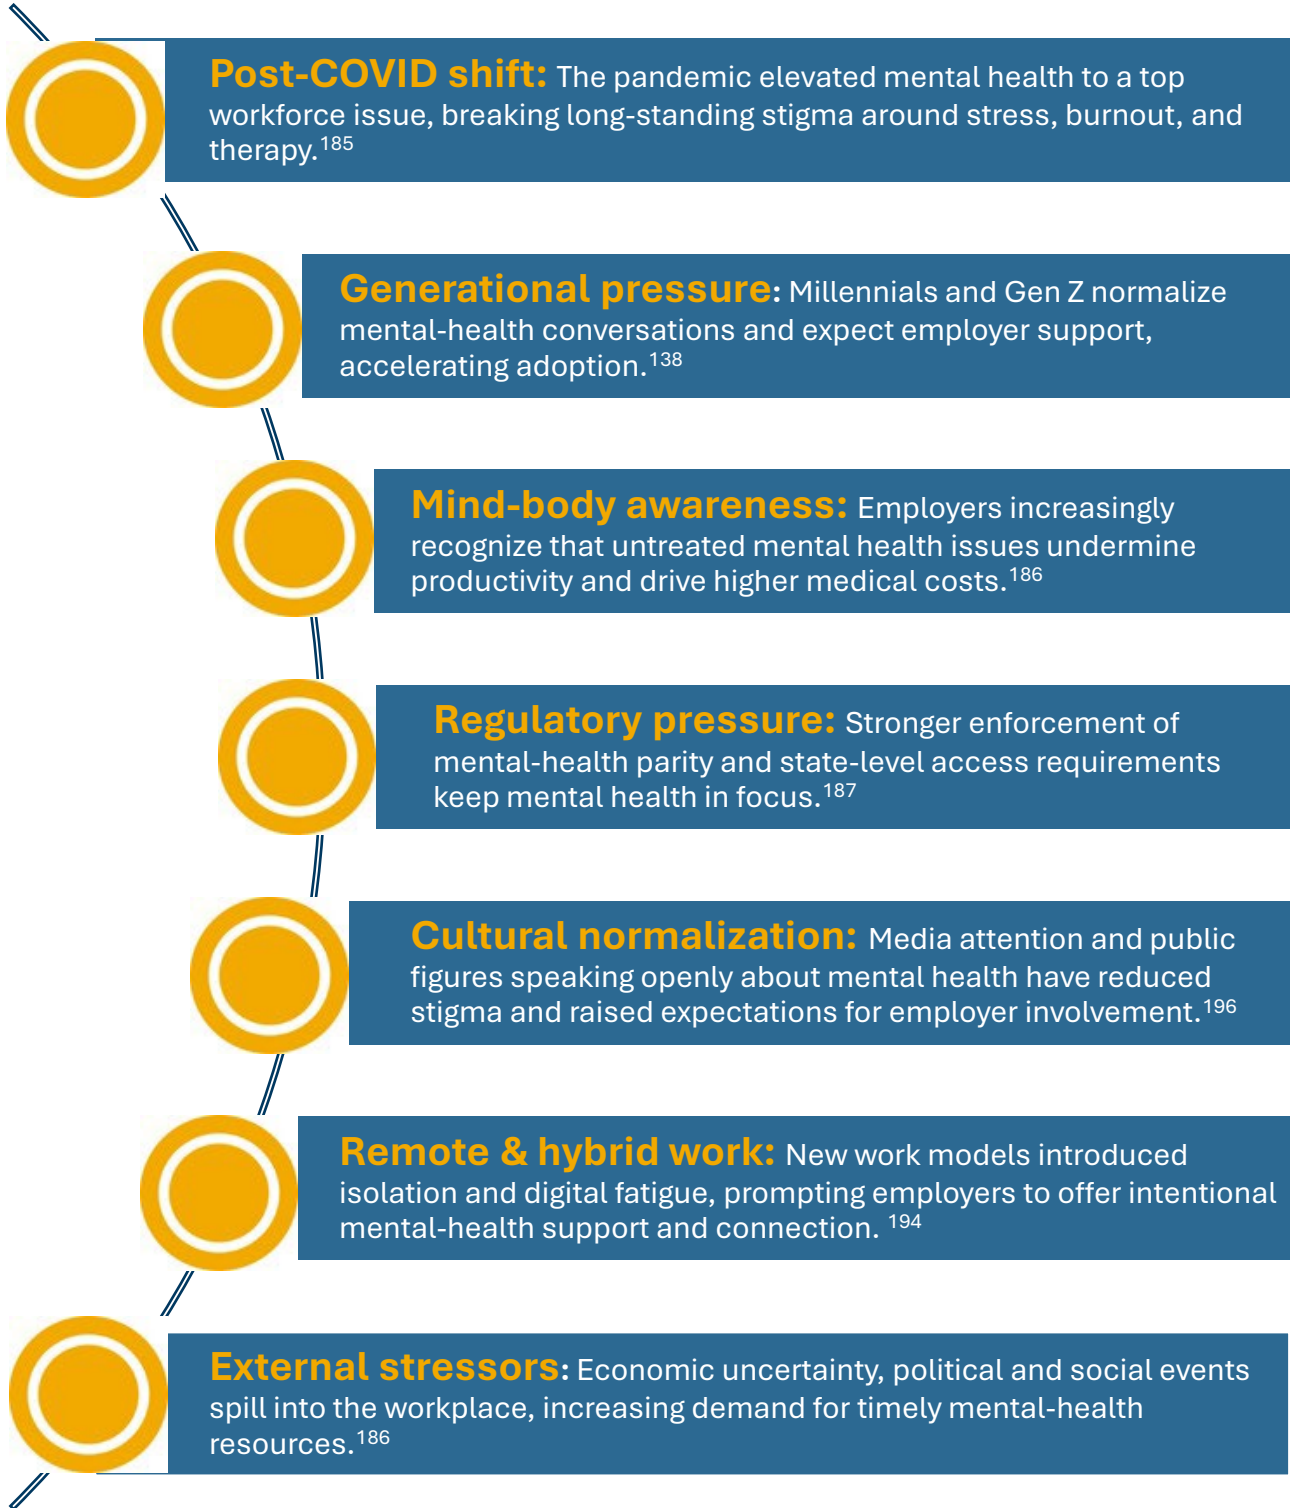 Post-COVID shift: The pandemic elevated mental health to a top
workforce issue, breaking long-standing stigma around stress, burnout, and
therapy.185
Generational pressure: Millennials and Gen Z normalize
mental-health conversations and expect employer support,
accelerating adoption.138
Mind-body awareness: Employers increasingly
recognize that untreated mental health issues undermine
productivity and drive higher medical costs.186
Regulatory pressure: Stronger enforcement of
mental-health parity and state-level access requirements
keep mental health in focus.187
Cultural normalization: Media attention and public
figures speaking openly about mental health have reduced
stigma and raised expectations for employer involvement.196
Remote & hybrid work: New work models introduced
isolation and digital fatigue, prompting employers to offer intentional
mental-health support and connection. 194
External stressors: Economic uncertainty, political and social events
spill into the workplace, increasing demand for timely mental-health
resources.186